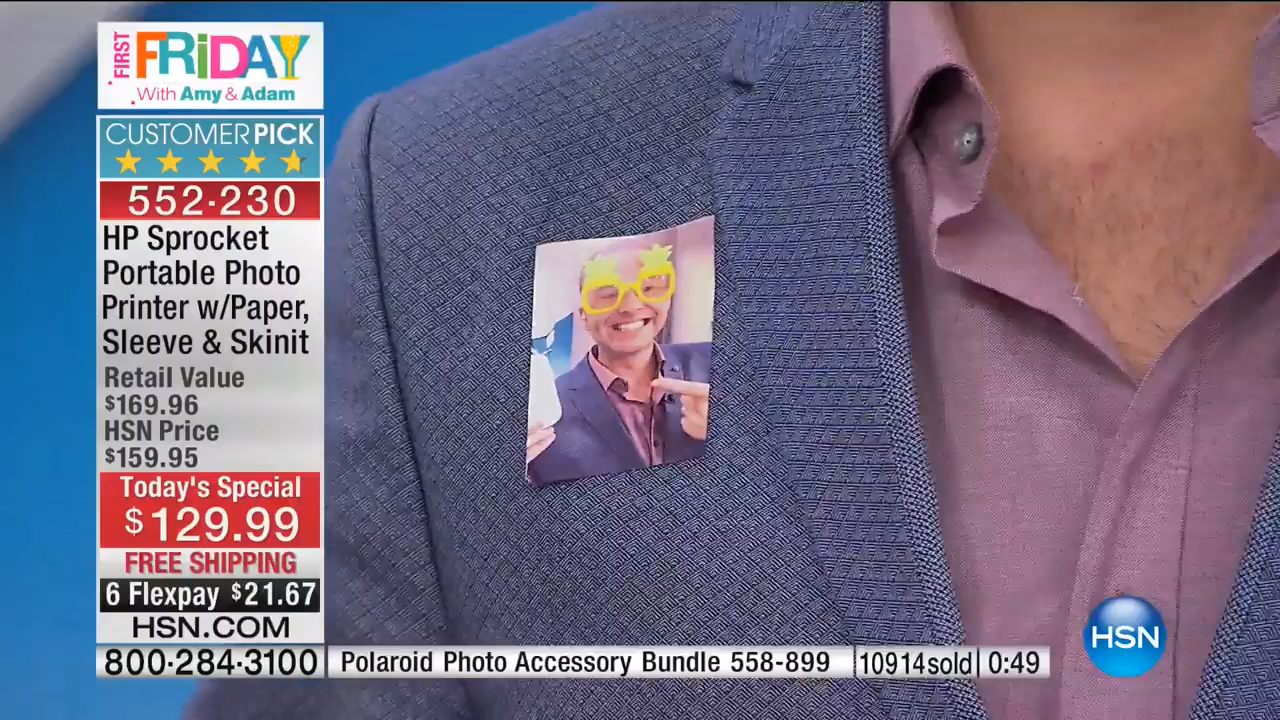 FIRST
FRiDAY
With Amy & Adam
CUSTOMERPICK
552-230
HP Sprocket
Portable Photo
Printer w/Paper,
Sleeve & Skinit
Retail Value
$169.96
HSN Price
$159.95
Today's Special
$129.99
FREE SHIPPING
6 Flexpay $21.67
HSN.COM
800-284-3100 Polaroid Photo Accessory Bundle 558-899 10914sold 0:49
HSN